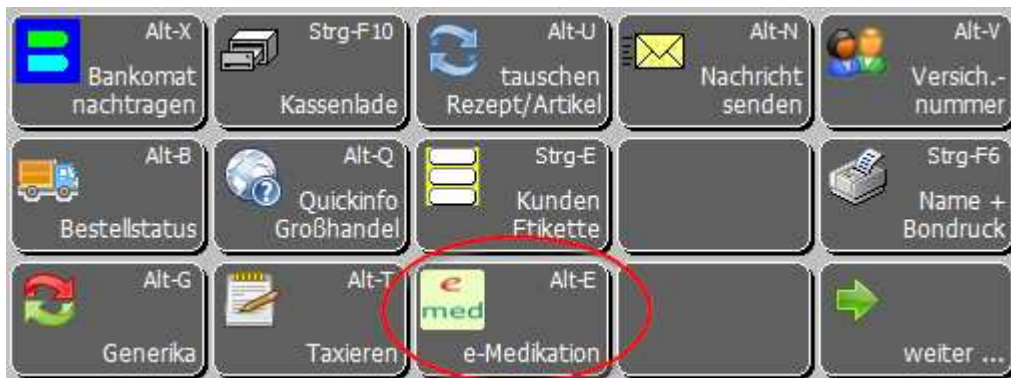 Alt-X
Bankomat
nachtragen
Strg-F10
Kassenlade
Alt-U
tauschen
Rezept/Artikel
Alt-N
Nachricht
senden
Alt-V
Versich.-
nummer
Alt-B
Bestellstatus
Alt-Q
Quickinfo
Großhandel
Strg-E
Kunden
Etikette
Strg-F6
Name +
Bondruck
Alt-G
Generika
Alt-T
Taxieren
e
med
Alt-E
e-Medikation
weiter ...